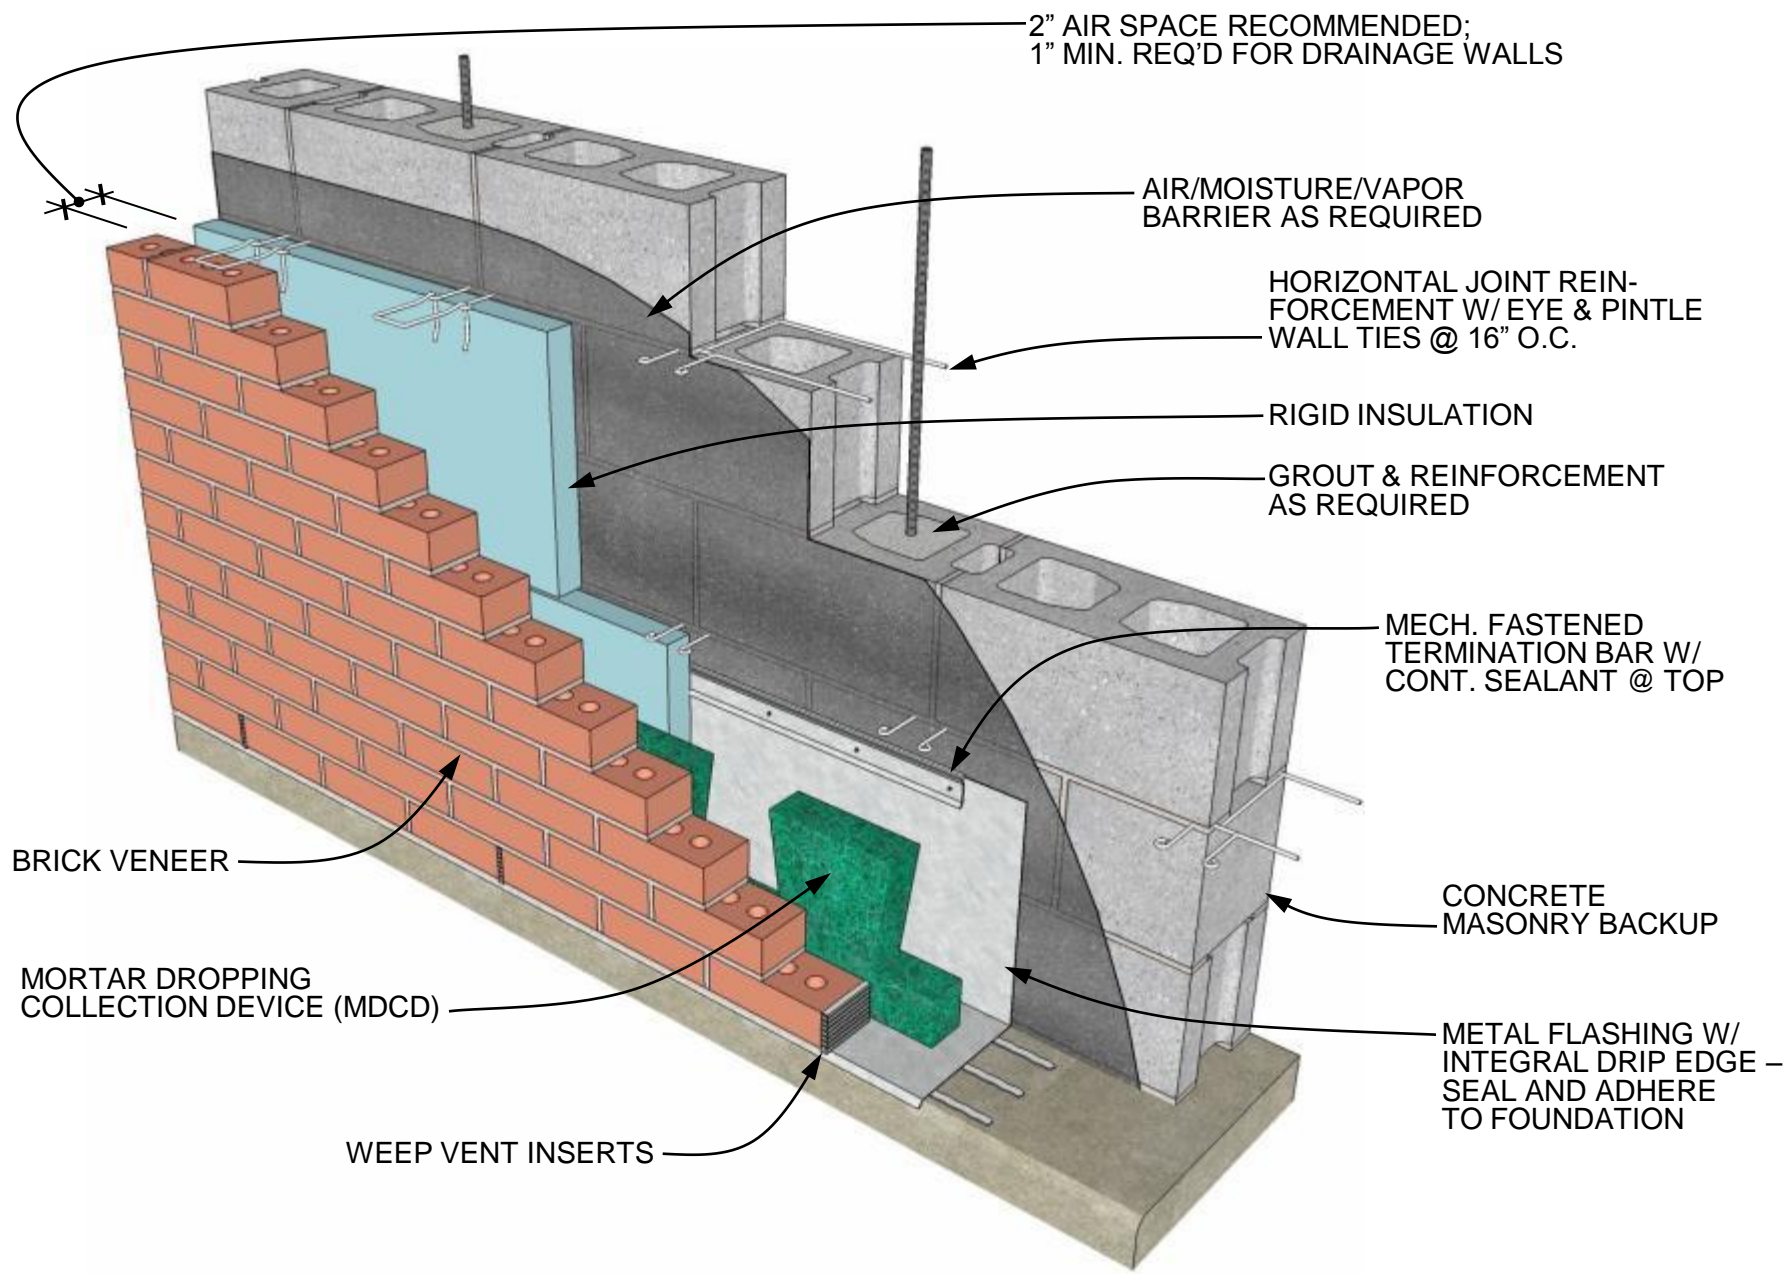 2” AIR SPACE RECOMMENDED;
1” MIN. REQ’D FOR DRAINAGE WALLS
AIR/MOISTURE/VAPOR
BARRIER AS REQUIRED
HORIZONTAL JOINT REIN-
FORCEMENT W/ EYE & PINTLE
WALL TIES @ 16” O.C.
RIGID INSULATION
GROUT & REINFORCEMENT
AS REQUIRED
MECH. FASTENED
TERMINATION BAR W/
CONT. SEALANT @ TOP
BRICK VENEER
CONCRETE
MASONRY BACKUP
MORTAR DROPPING
COLLECTION DEVICE (MDCD)
METAL FLASHING W/
INTEGRAL DRIP EDGE –
SEAL AND ADHERE
TO FOUNDATION
WEEP VENT INSERTS